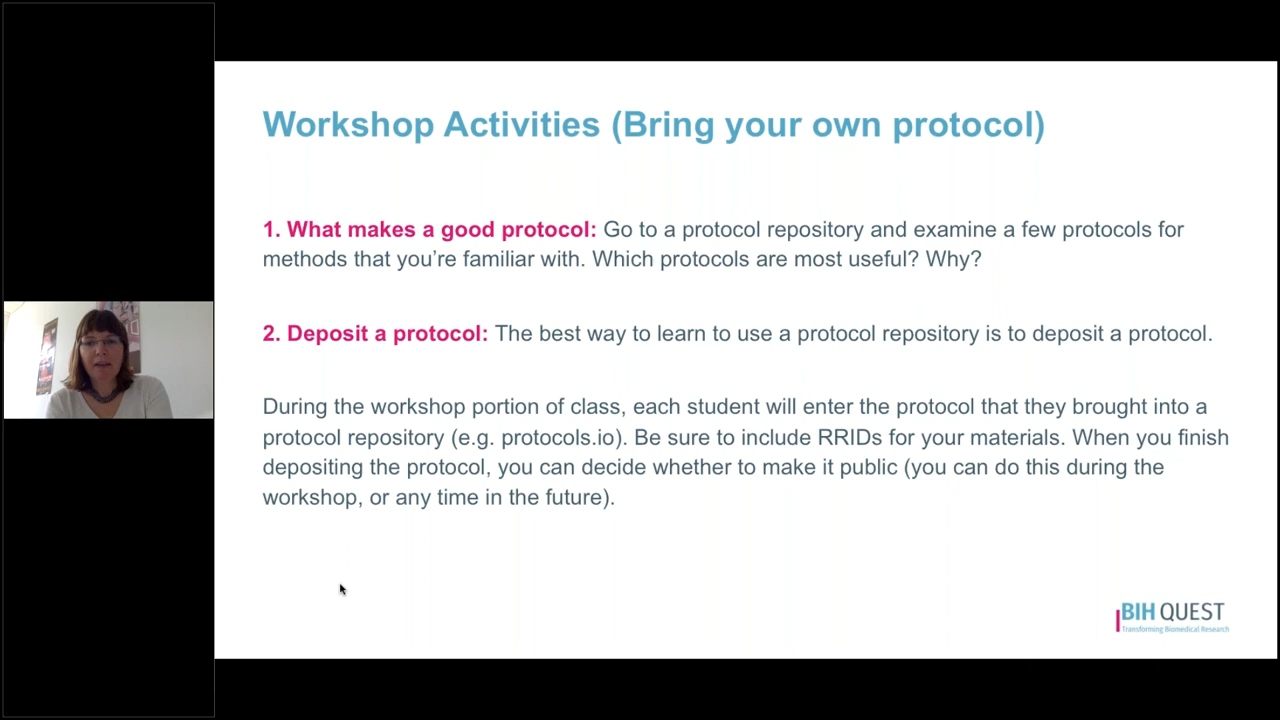 Workshop Activities (Bring your own protocol)
1. What makes a good protocol: Go to a protocol repository and examine a few protocols for
methods that you’re familiar with. Which protocols are most useful? Why?
2. Deposit a protocol: The best way to learn to use a protocol repository is to deposit a protocol.
During the workshop portion of class, each student will enter the protocol that they brought into a
protocol repository (e.g. protocols.io). Be sure to include RRIDs for your materials. When you finish
depositing the protocol, you can decide whether to make it public (you can do this during the
workshop, or any time in the future).
BIH QUEST
Transforming Biomedical Research